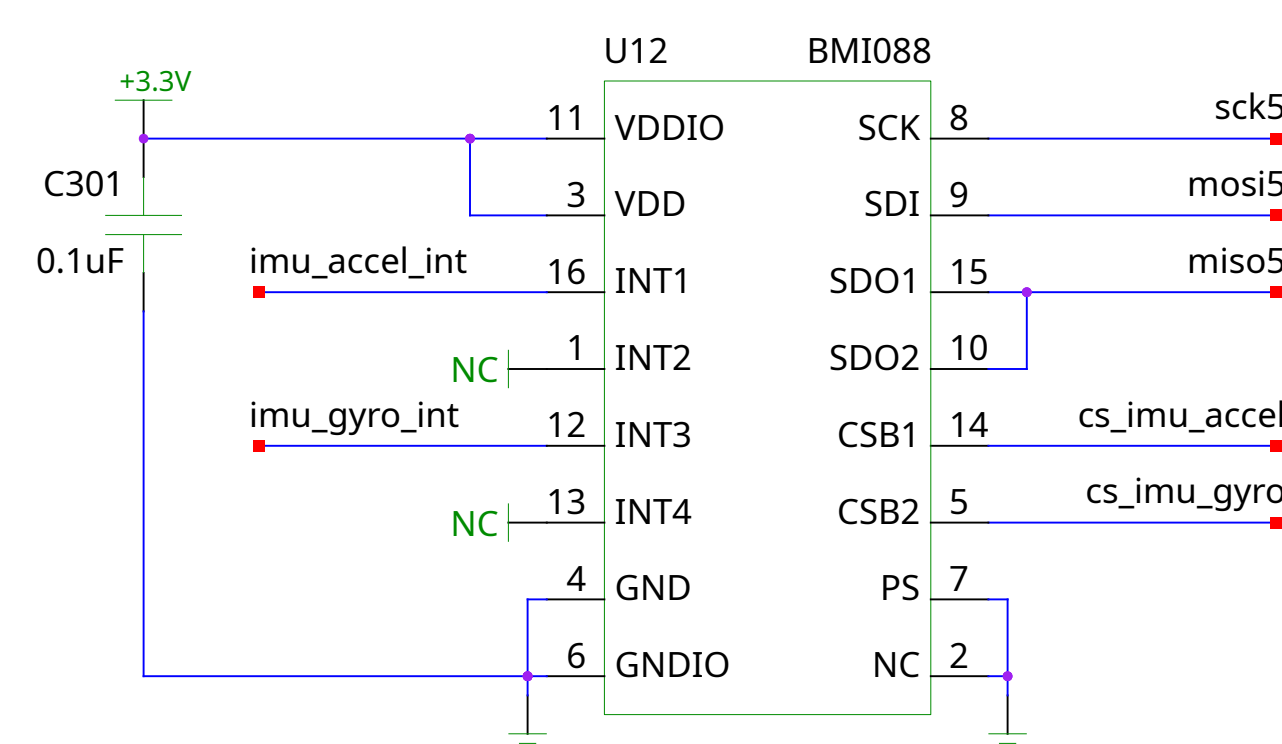 U12 BMI088
+3.3V
sck5
11 VDDIO SCK 8
C301
mosi5
3 VDD SDI 9
0.1uF
imu_accel_int
miso5
16 INT1 SDO1 15
NC 1 INT2 SDO2 10
imu_gyro_int
cs_imu_accel
12 INT3 CSB1 14
cs_imu_gyro
NC 13 INT4 CSB2 5
4 GND PS 7
6 GNDIO NC 2